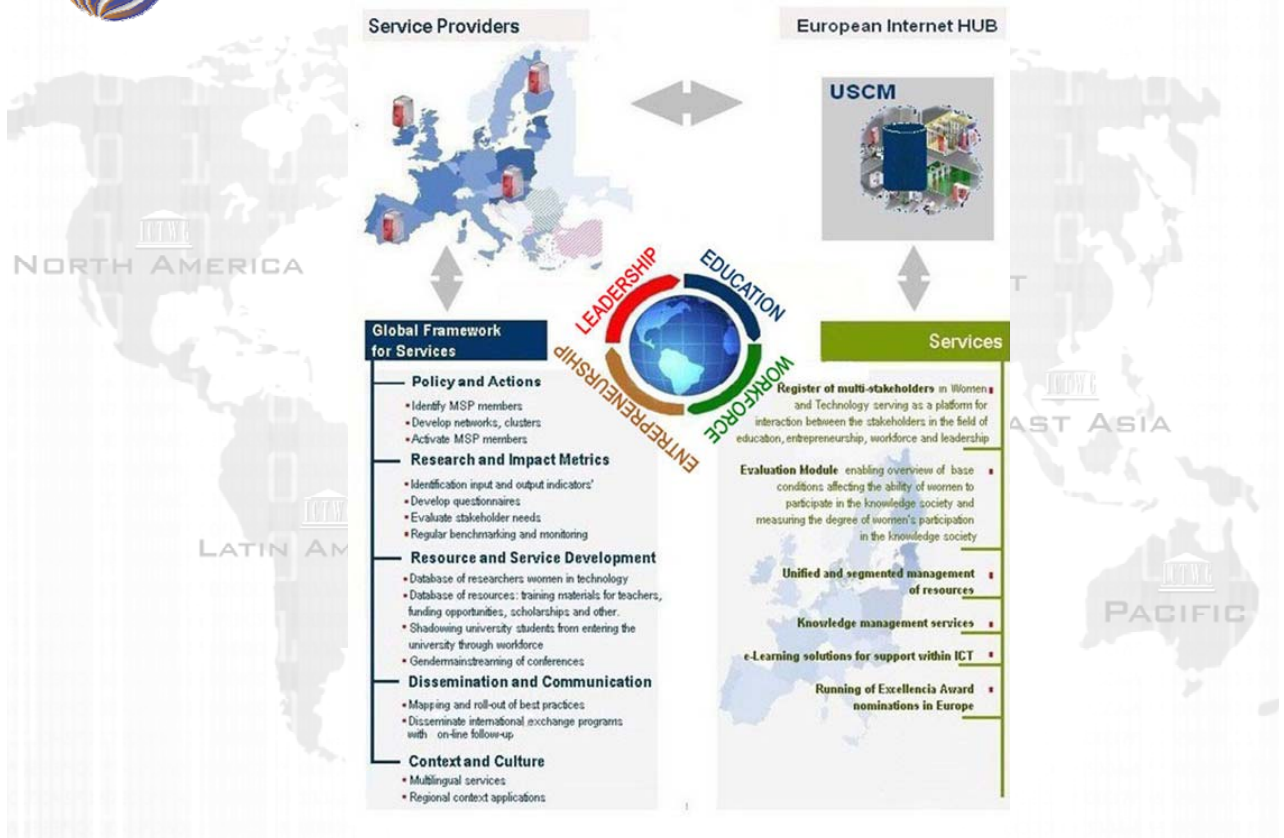 Service Providers
European Internet HUB
USCM
ICTWG
NORTH AMERICA
LATIN AM
T
ICTWG
AST ASIA
PACIFIC
LEADERSHIP
EDUCATION
WORKFORCE
ENTREPRENEURSHIP
Global Framework
for Services
Policy and Actions
• Identify MSP members
• Develop networks, clusters
• Activate MSP members
Research and Impact Metrics
• Identification input and output indicators'
• Develop questionnaires
• Evaluate stakeholder needs
• Regular benchmarking and monitoring
Resource and Service Development
• Database of researchers women in technology
• Database of resources: training materials for teachers,
funding opportunities, scholarships and other.
• Shadowing university students from entering the
university through workforce
• Gendermainstreaming of conferences
Dissemination and Communication
• Mapping and roll-out of best practices
• Disseminate international exchange programs
with on-line follow-up
Context and Culture
• Multilingual services
• Regional context applications
Services
Register of multi-stakeholders in Women
and Technology serving as a platform for
interaction between the stakeholders in the field of
education, entrepreneurship, workforce and leadership
Evaluation Module enabling overview of base
conditions affecting the ability of women to
participate in the knowledge society and
measuring the degree of women's participation
in the knowledge society
Unified and segmented management
of resources
Knowledge management services
e-Learning solutions for support within ICT
Running of Excellencia Award
nominations in Europe